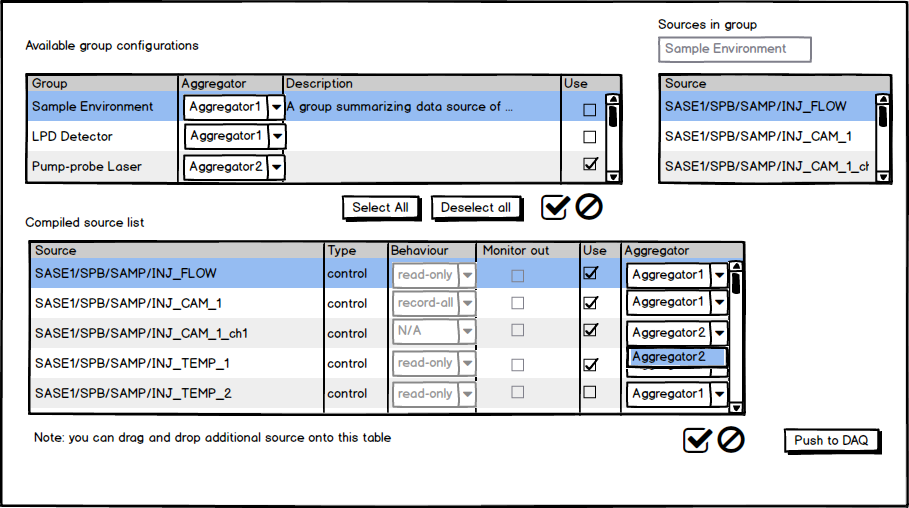 Sources in group
Available group configurations
Sample Environment
Group Aggregator Description Use
Source
Sample Environment Aggregator1 A group summarizing data source of ...
SASE1/SPB/SAMP/INJ_FLOW
LPD Detector Aggregator1
SASE1/SPB/SAMP/INJ_CAM_1
Pump-probe Laser Aggregator2
SASE1/SPB/SAMP/INJ_CAM_1_ch
Select All Deselect all
Compiled source list
Source Type Behaviour Monitor out Use Aggregator
SASE1/SPB/SAMP/INJ_FLOW control read-only Aggregator1
SASE1/SPB/SAMP/INJ_CAM_1 control record-all Aggregator1
SASE1/SPB/SAMP/INJ_CAM_1_ch1 control N/A Aggregator2
Aggregator2
SASE1/SPB/SAMP/INJ_TEMP_1 control read-only
SASE1/SPB/SAMP/INJ_TEMP_2 control read-only Aggregator1
Note: you can drag and drop additional source onto this table
Push to DAQ